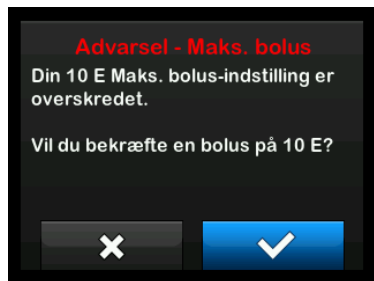 Advarsel - Maks. bolus
Din 10 E Maks. bolus-indstilling er
overskredet.
Vil du bekræfte en bolus på 10 E?